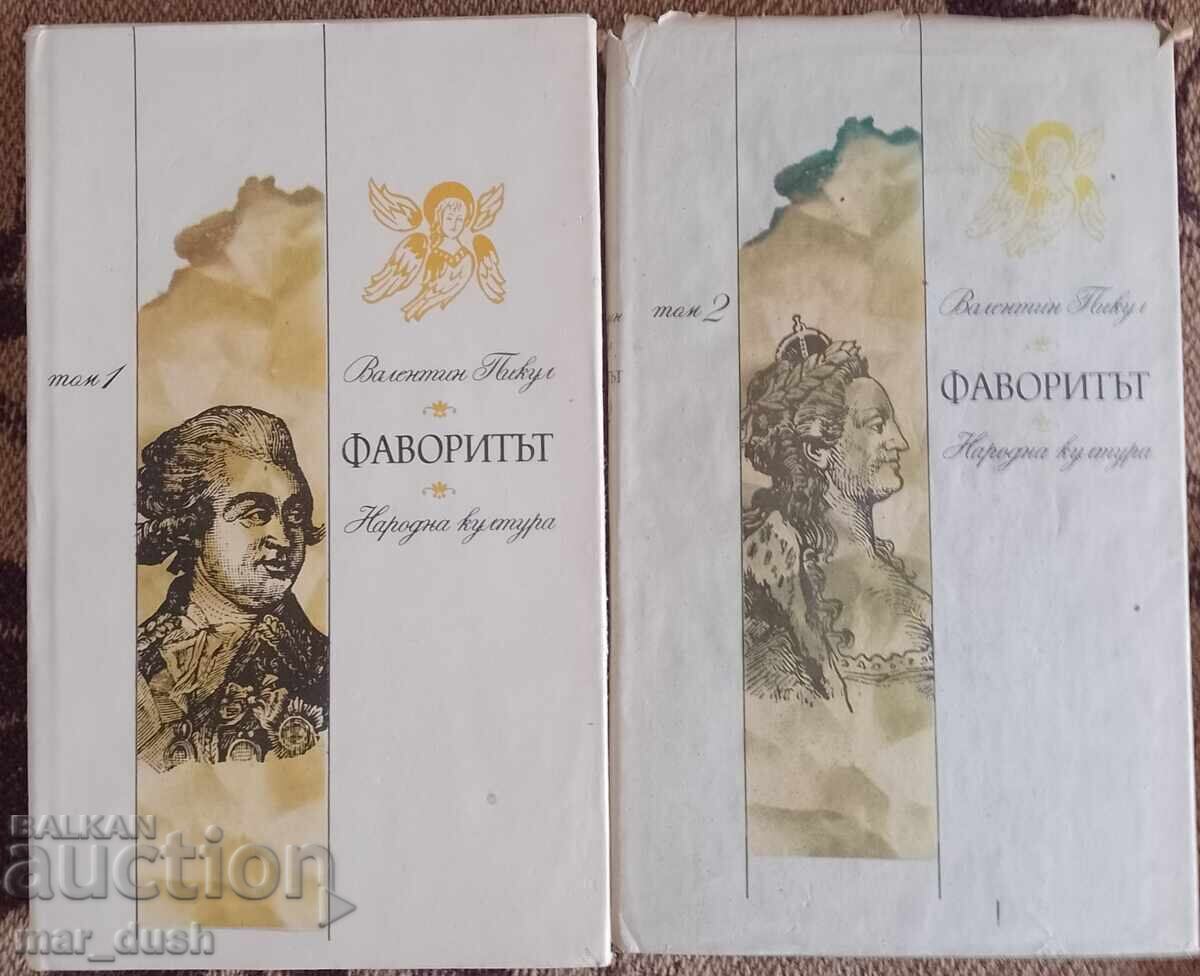 том 1
Валентин Пикул
ФАВОРИТЪТ
Народна култура
том 2
Валентин Пикул
ФАВОРИТЪТ
Народна култура
BALKAN
auction
mar_dush